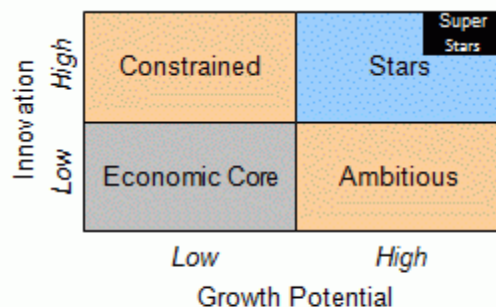 Super
Stars
Constrained
Stars
Economic Core
Ambitious
Innovation
High
Low
Low
High
Growth Potential